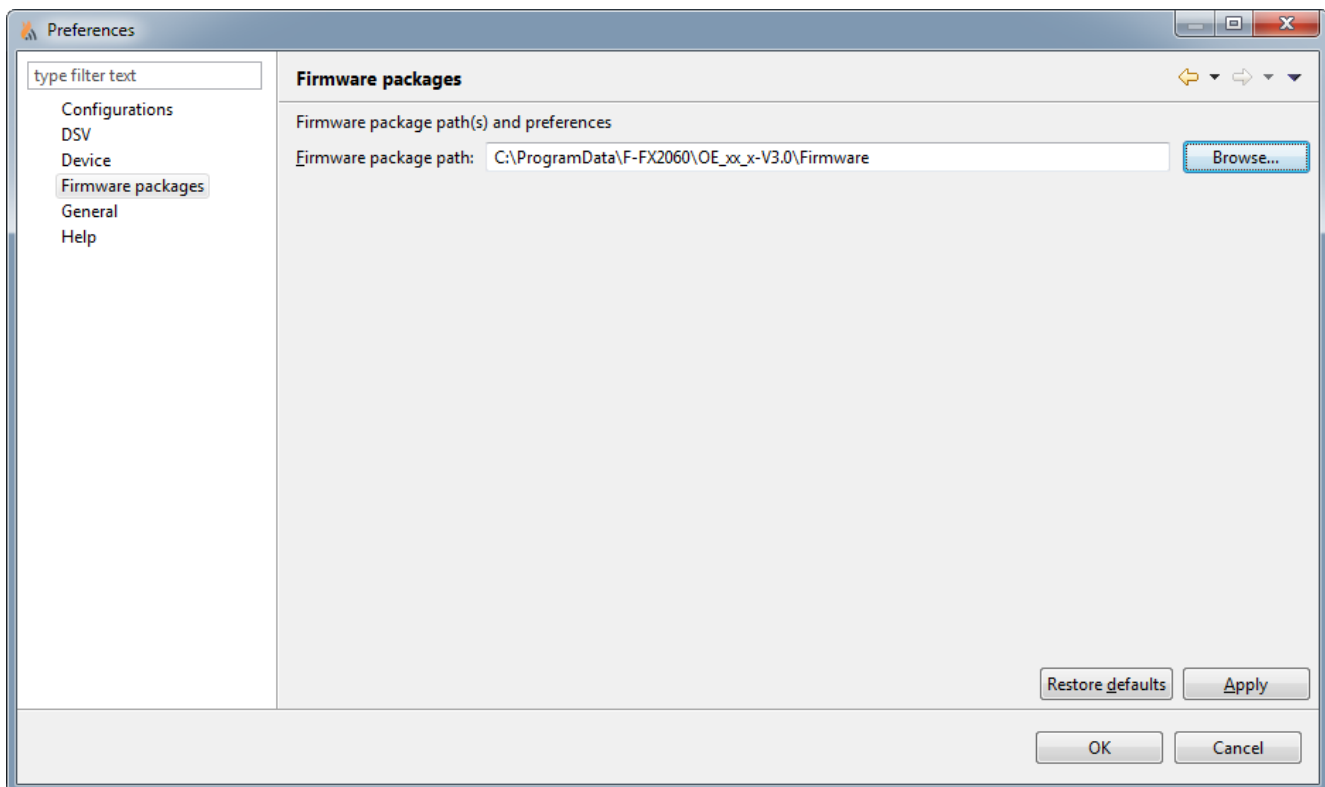 Preferences
type filter text
Configurations
DSV
Device
Firmware packages
General
Help
Firmware packages
Firmware package path(s) and preferences
Firmware package path: C:\ProgramData\F-FX2060\OE_xx_x-V3.0\Firmware Browse...
Restore defaults Apply
OK Cancel